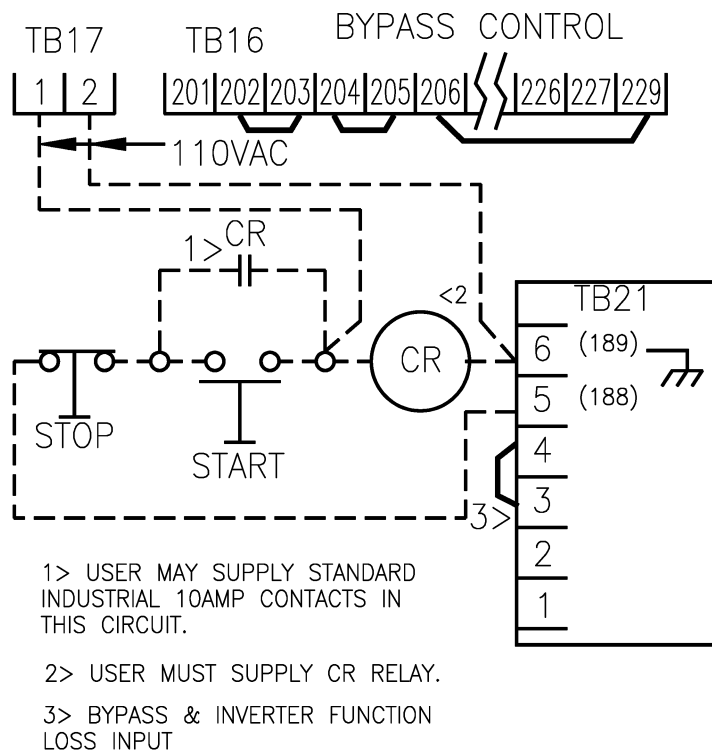 TB17 TB16 BYPASS CONTROL
1 2 201 202 203 204 205 206 226 227 229
110VAC
1> CR
<2
TB21
CR
6 (189)
5 (188)
STOP
START
4
3> 3
2
1
1> USER MAY SUPPLY STANDARD
INDUSTRIAL 10AMP CONTACTS IN
THIS CIRCUIT.
2> USER MUST SUPPLY CR RELAY.
3> BYPASS & INVERTER FUNCTION
LOSS INPUT